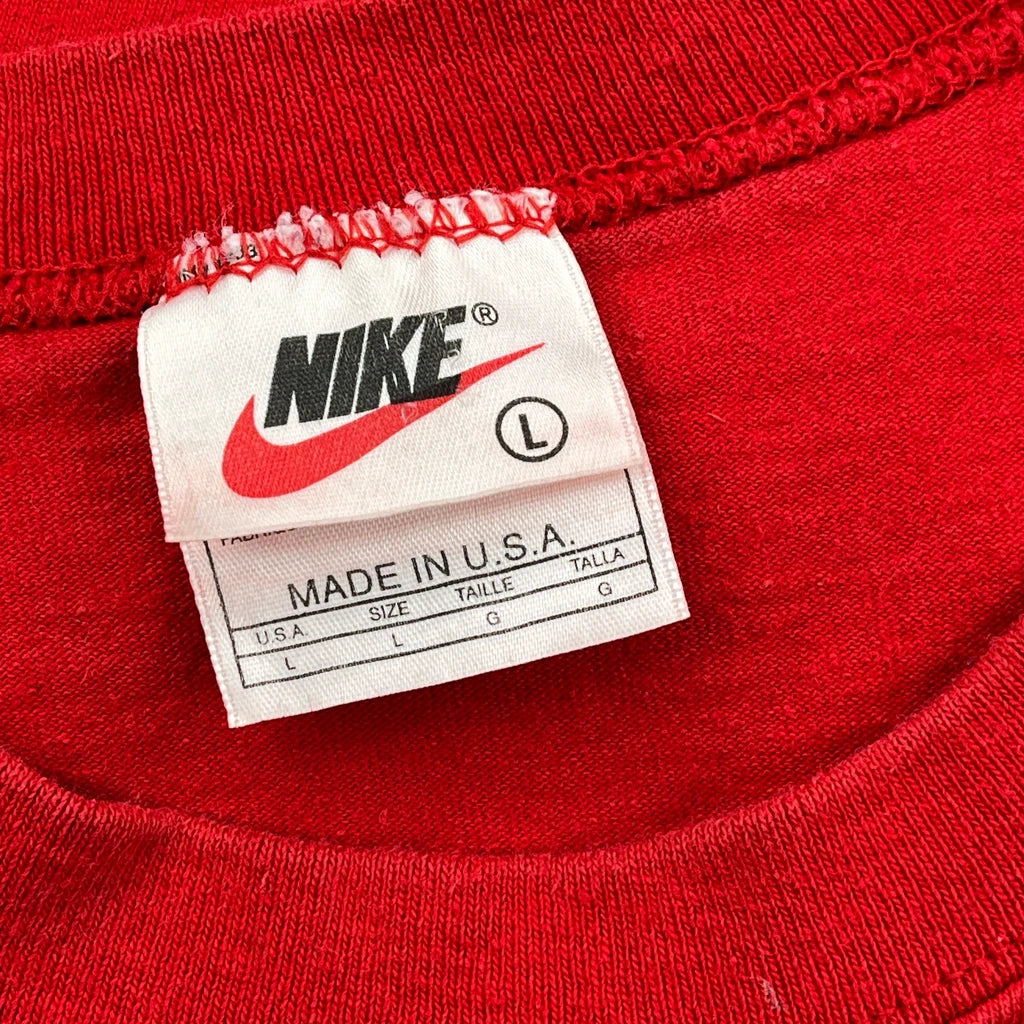 NIKE®
L
MADE IN U.S.A.
U.S.A. SIZE TAILLE TALLA
L L G G